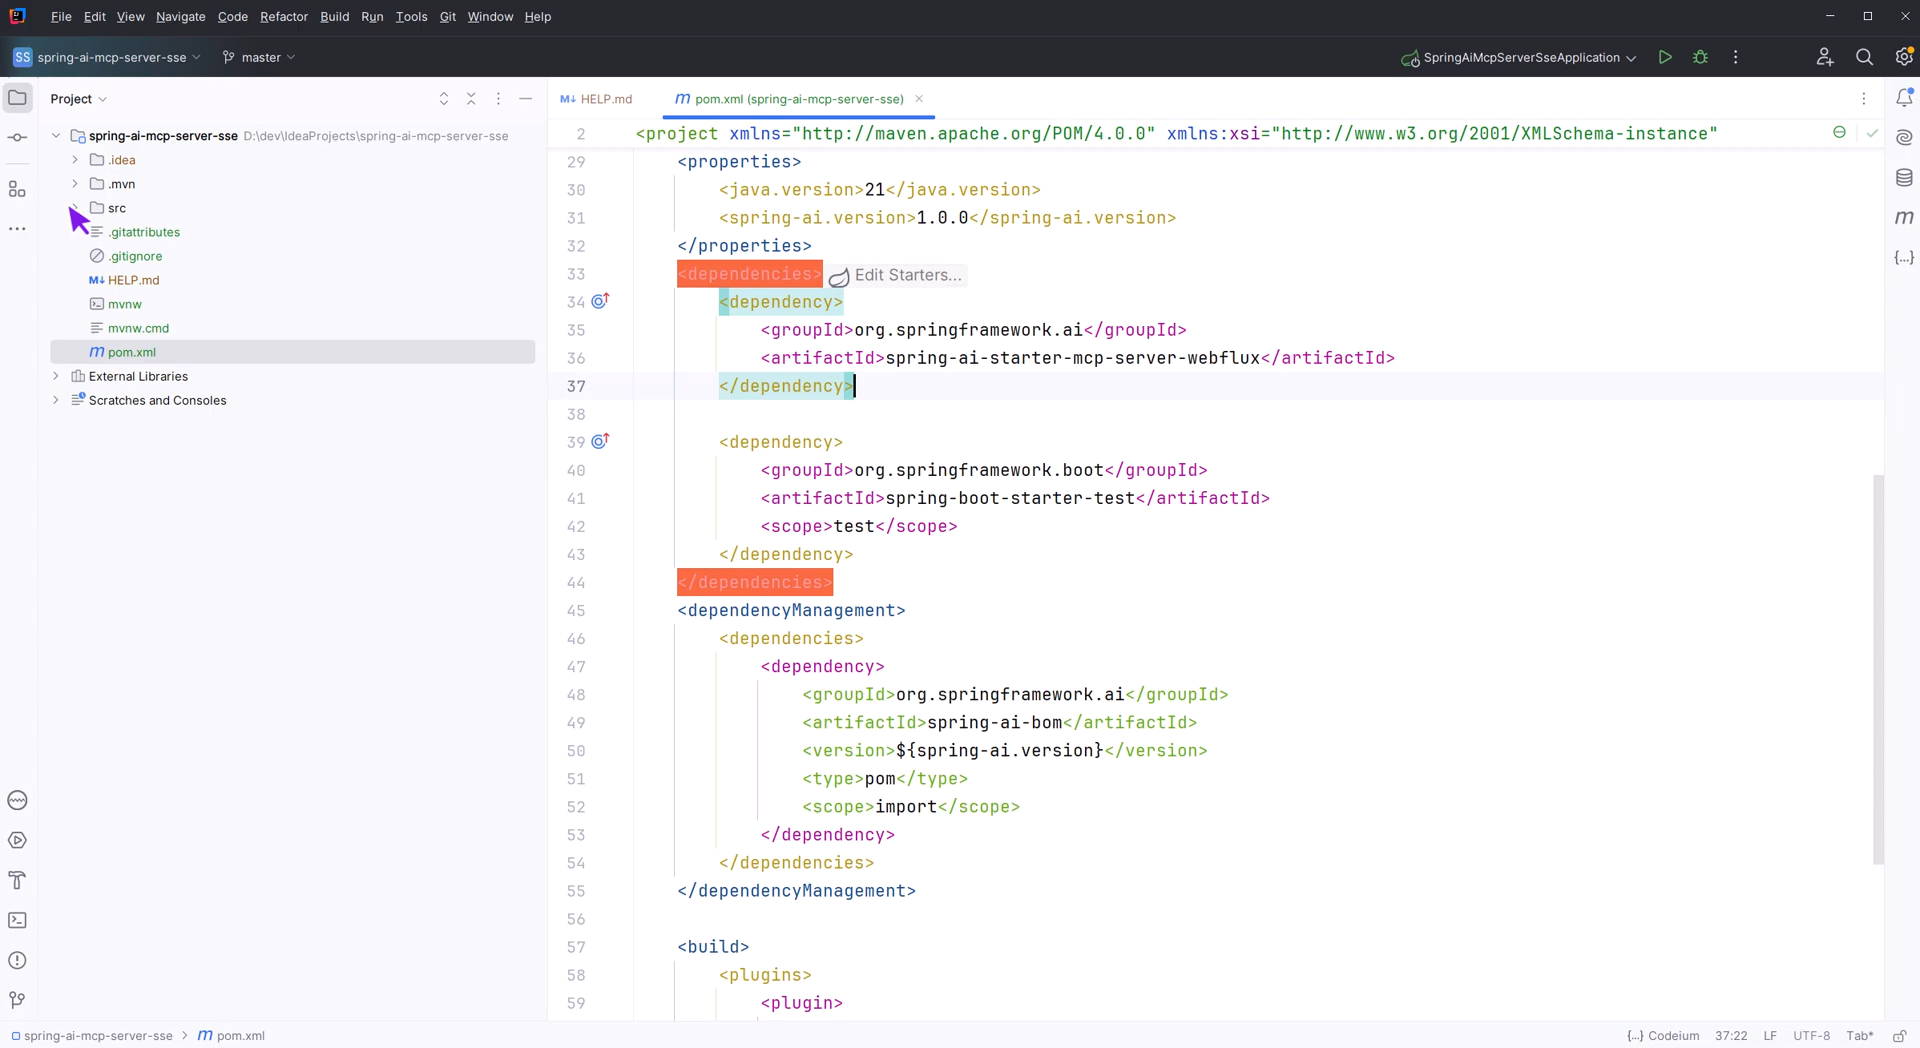 File Edit View Navigate Code Refactor Build Run Tools Git Window Help
SS spring-ai-mcp-server-sse master SpringAiMcpServerSseApplication
Project
HELP.md
pom.xml (spring-ai-mcp-server-sse)
spring-ai-mcp-server-sse D:\dev\IdeaProjects\spring-ai-mcp-server-sse
.idea
.mvn
src
.gitattributes
.gitignore
HELP.md
mvnw
mvnw.cmd
pom.xml
External Libraries
Scratches and Consoles
2 <project xmlns="http://maven.apache.org/POM/4.0.0" xmlns:xsi="http://www.w3.org/2001/XMLSchema-instance"
29 <properties>
30 <java.version>21</java.version>
31 <spring-ai.version>1.0.0</spring-ai.version>
32 </properties>
33 <dependencies> Edit Starters...
34 <dependency>
35 <groupId>org.springframework.ai</groupId>
36 <artifactId>spring-ai-starter-mcp-server-webflux</artifactId>
37 </dependency>
38
39 <dependency>
40 <groupId>org.springframework.boot</groupId>
41 <artifactId>spring-boot-starter-test</artifactId>
42 <scope>test</scope>
43 </dependency>
44 </dependencies>
45 <dependencyManagement>
46 <dependencies>
47 <dependency>
48 <groupId>org.springframework.ai</groupId>
49 <artifactId>spring-ai-bom</artifactId>
50 <version>${spring-ai.version}</version>
51 <type>pom</type>
52 <scope>import</scope>
53 </dependency>
54 </dependencies>
55 </dependencyManagement>
56
57 <build>
58 <plugins>
59 <plugin>
spring-ai-mcp-server-sse > m pom.xml
{...} Codeium 37:22 LF UTF-8 Tab*